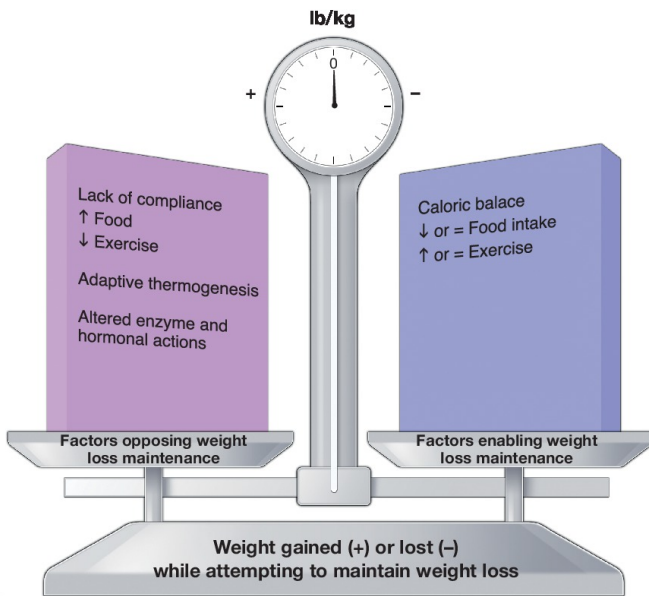 lb/kg
0
+
−
Lack of compliance
↑ Food
↓ Exercise
Adaptive thermogenesis
Altered enzyme and
hormonal actions
Caloric balace
↓ or = Food intake
↑ or = Exercise
Factors opposing weight
loss maintenance
Factors enabling weight
loss maintenance
Weight gained (+) or lost (–)
while attempting to maintain weight loss